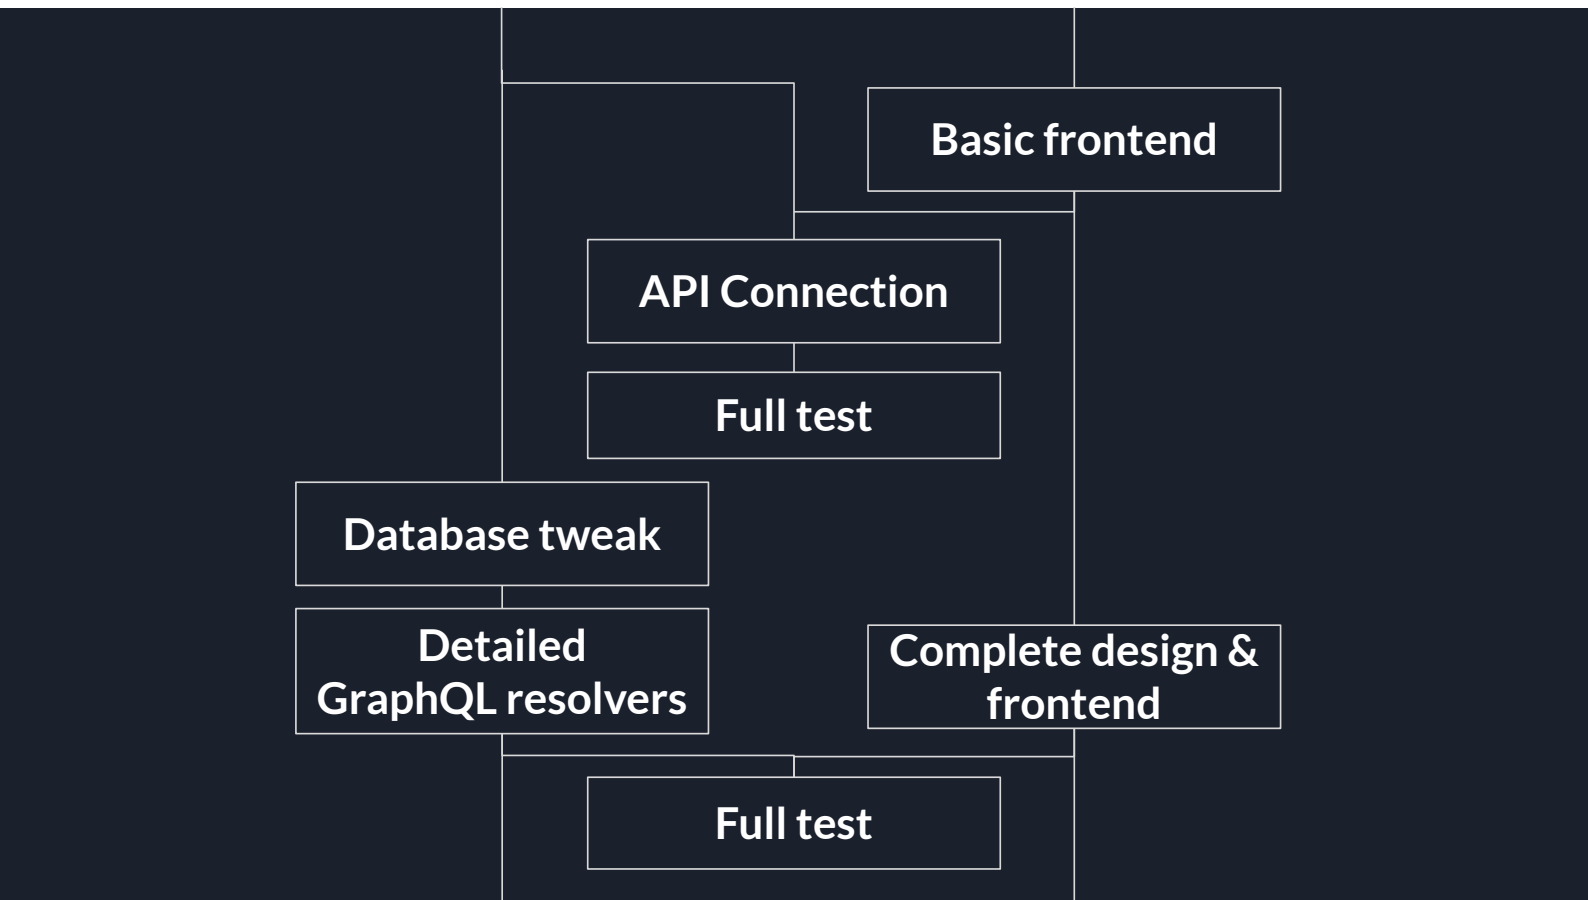 Basic frontend
API Connection
Full test
Database tweak
Detailed
GraphQL resolvers
Complete design &
frontend
Full test